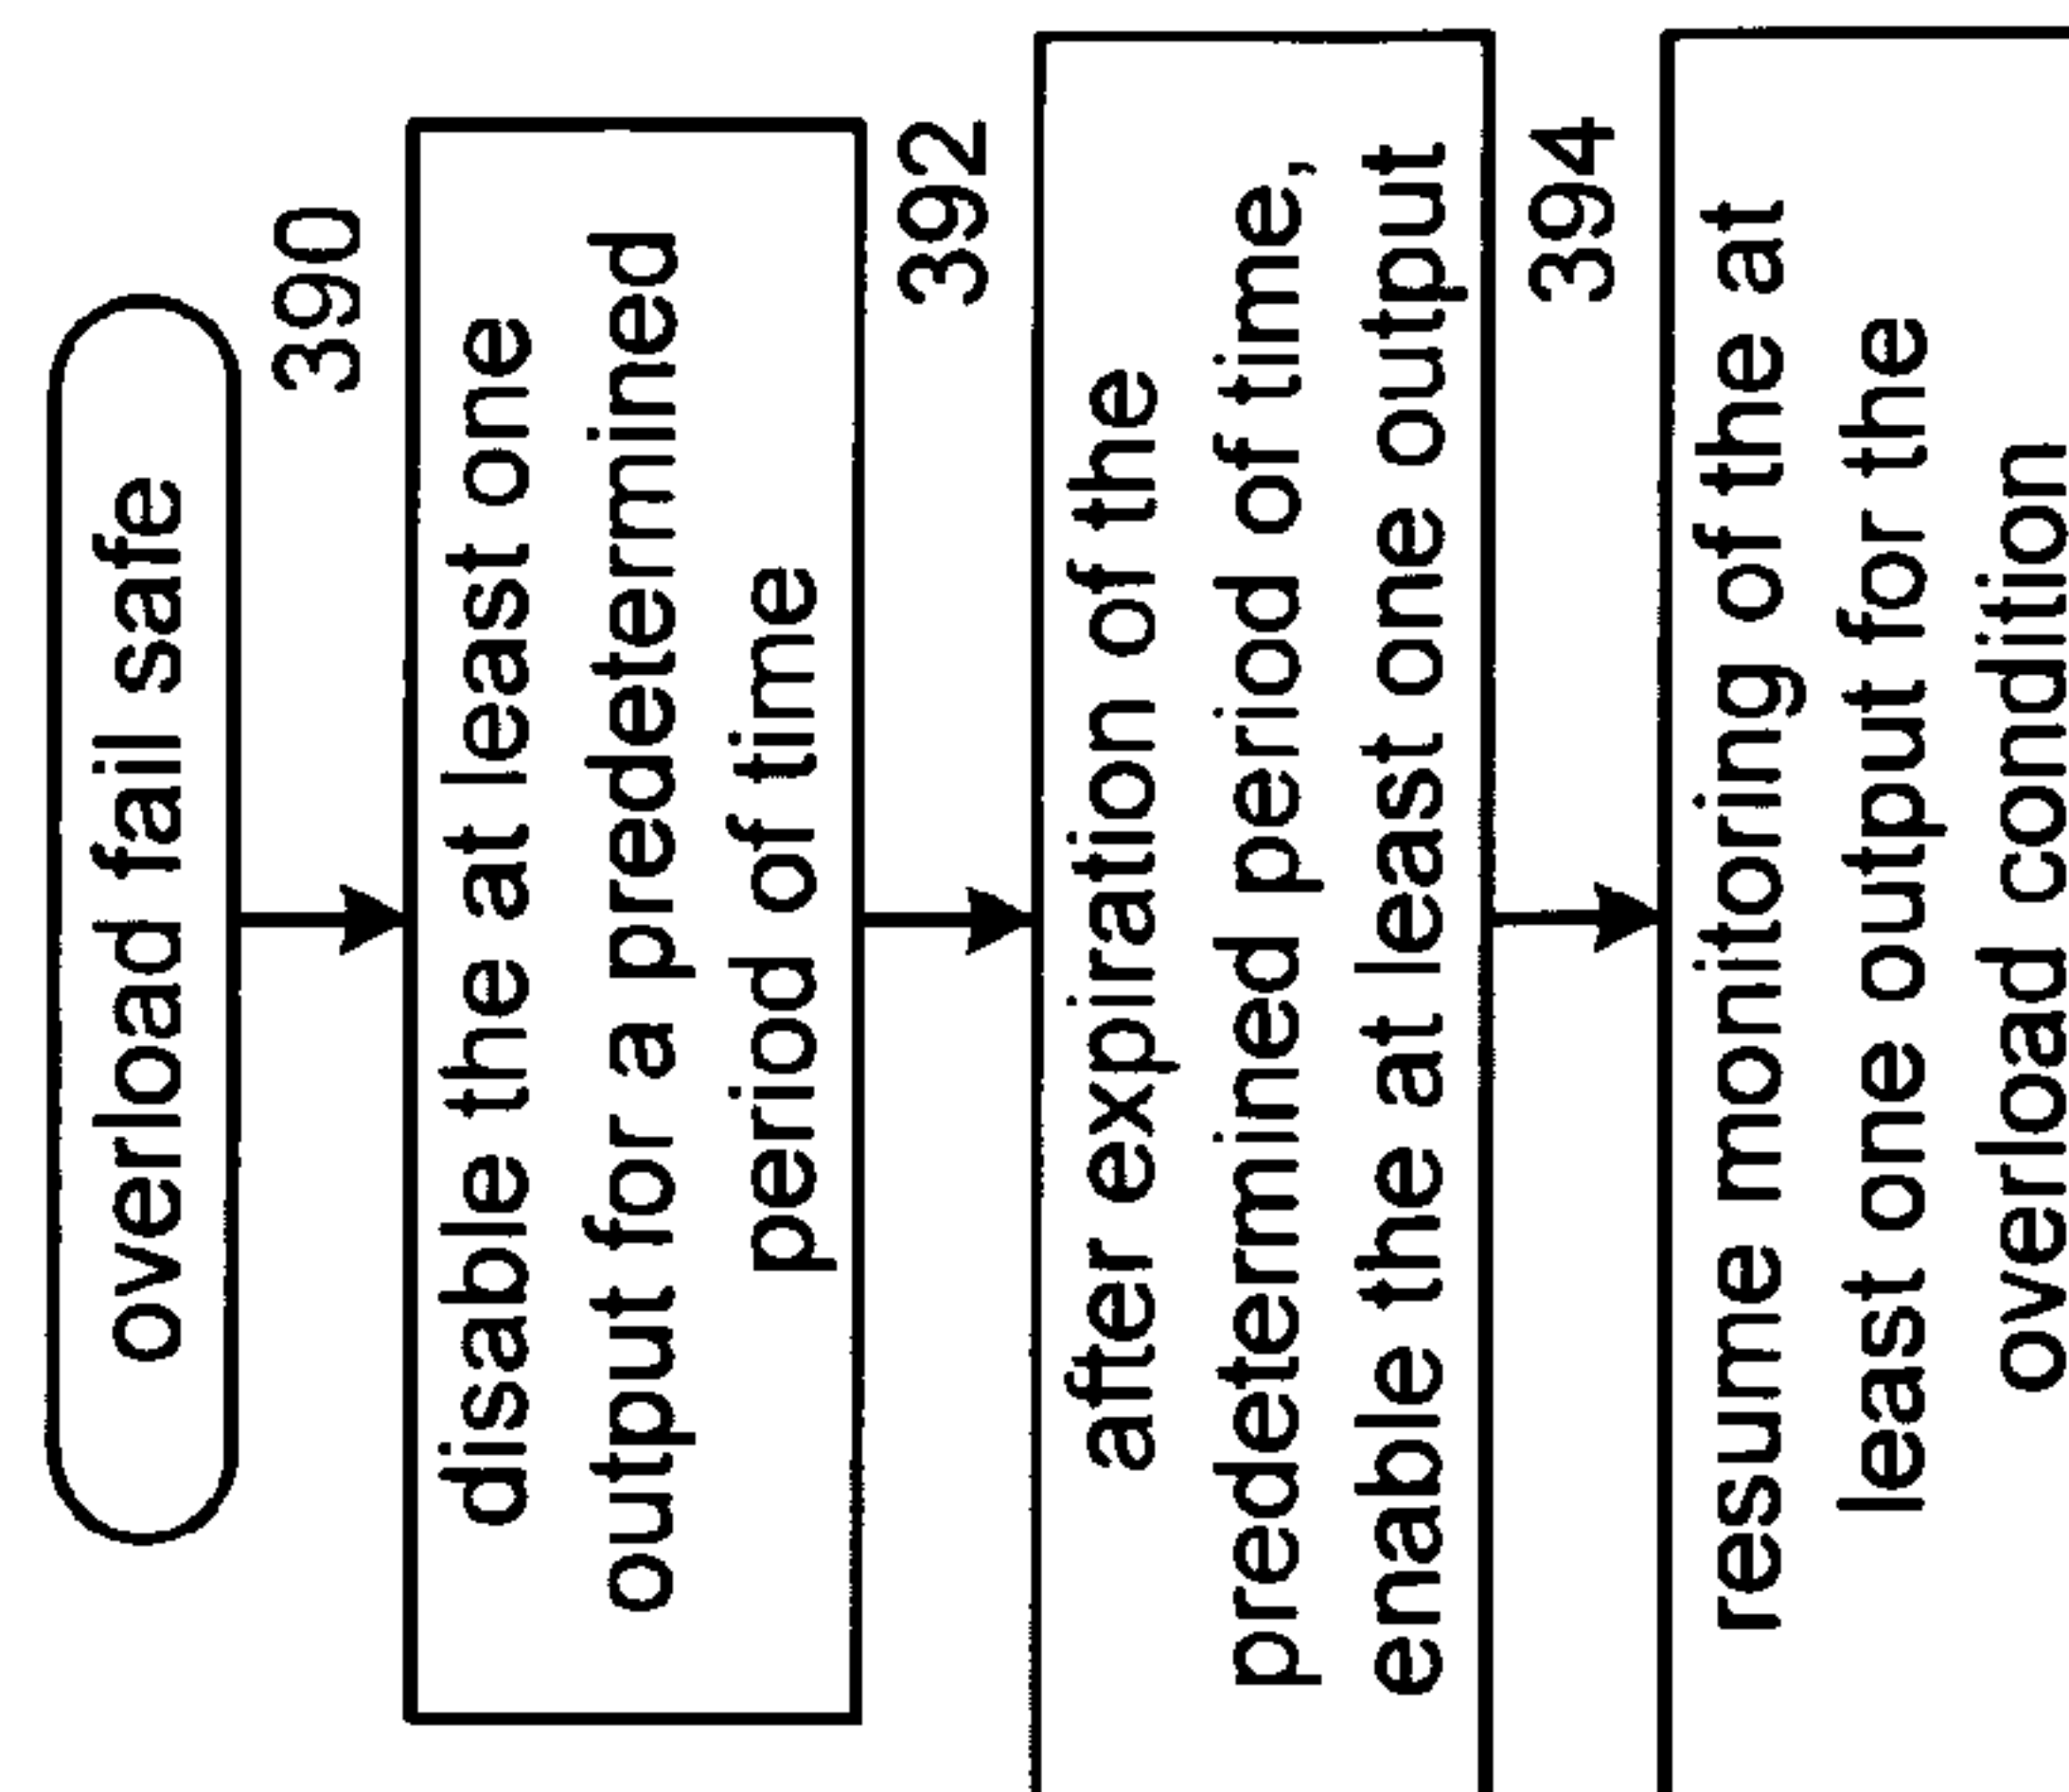 overload fail safe
390
disable the at least one
output for a predetermined
period of time
392
after expiration of the
predetermined period of time,
enable the at least one output
394
resume monitoring of the at
least one output for the
overload condition